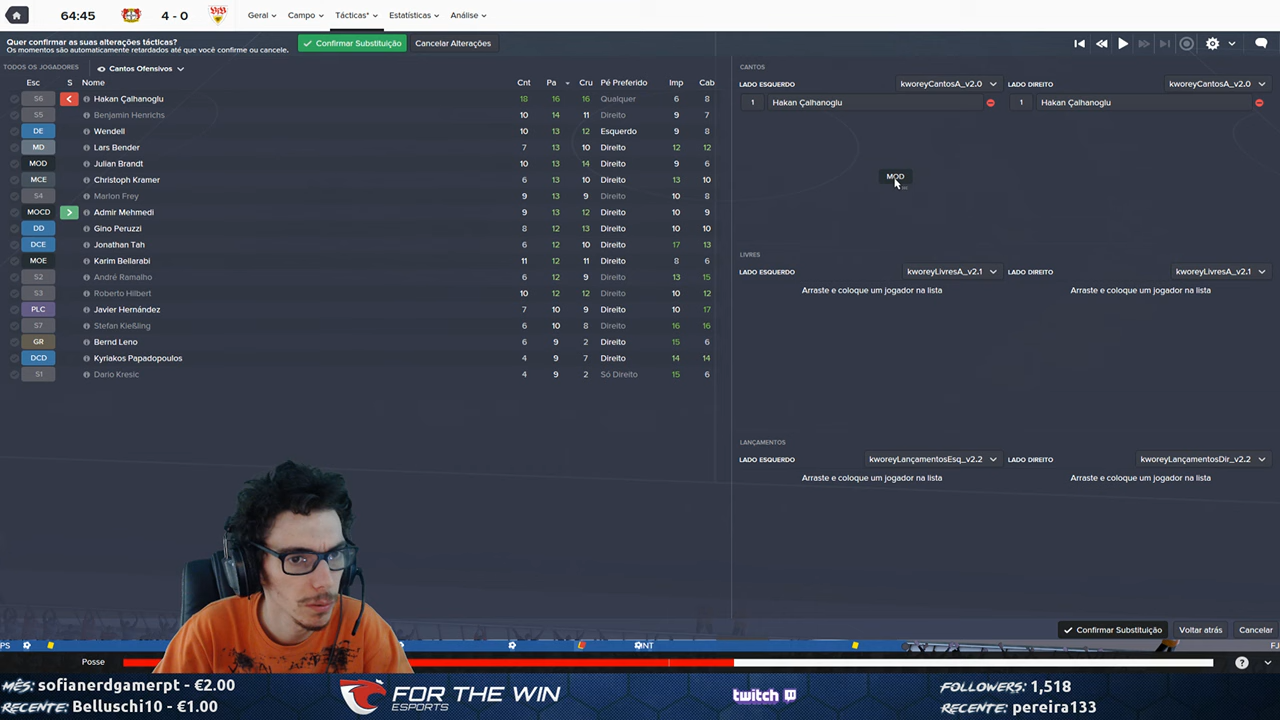 64:45 4 - 0 Geral Campo Tácticas* Estatísticas Análise
Quer confirmar as suas alterações tácticas?
Os momentos são automaticamente retardados até que você confirme ou cancele.
Confirmar Substituição Cancelar Alterações
TODOS OS JOGADORES Cantos Ofensivos
Esc S Nome Cnt Pa Cru Pé Preferido Imp Cab
S6 Hakan Çalhanoglu 18 16 16 Qualquer 6 8
S5 Benjamin Henrichs 10 14 11 Direito 9 7
DE Wendell 10 13 12 Esquerdo 9 8
MD Lars Bender 7 13 10 Direito 12 12
MOD Julian Brandt 10 13 14 Direito 9 6
MCE Christoph Kramer 6 13 10 Direito 13 10
S4 Marlon Frey 9 13 9 Direito 10 8
MOCD Admir Mehmedi 9 13 12 Direito 10 9
DD Gino Peruzzi 8 12 13 Direito 10 10
DCE Jonathan Tah 6 12 10 Direito 17 13
MOE Karim Bellarabi 11 12 11 Direito 8 6
S2 André Ramalho 6 12 9 Direito 13 15
S3 Roberto Hilbert 10 12 12 Direito 10 12
PLC Javier Hernández 7 10 9 Direito 10 17
S7 Stefan Kießling 6 10 8 Direito 16 16
GR Bernd Leno 6 9 2 Direito 15 6
DCD Kyriakos Papadopoulos 4 9 7 Direito 14 14
S1 Dario Kresic 4 9 2 Só Direito 15 6
CANTOS
LADO ESQUERDO kworeyCantosA_v2.0 LADO DIREITO kworeyCantosA_v2.0
1 Hakan Çalhanoglu 1 Hakan Çalhanoglu
MOD
LIVRES
LADO ESQUERDO kworeyLivresA_v2.1 LADO DIREITO kworeyLivresA_v2.1
Arraste e coloque um jogador na lista Arraste e coloque um jogador na lista
LANÇAMENTOS
LADO ESQUERDO kworeyLançamentosEsq_v2.2 LADO DIREITO kworeyLançamentosDir_v2.2
Arraste e coloque um jogador na lista Arraste e coloque um jogador na lista
Confirmar Substituição Voltar atrás Cancelar
PS INT FJ
Posse
MÊS: sofianerdgamerpt - €2.00
RECENTE: Belluschi10 - €1.00
FOR THE WIN
ESPORTS
twitch
FOLLOWERS: 1,518
RECENTE: pereira133